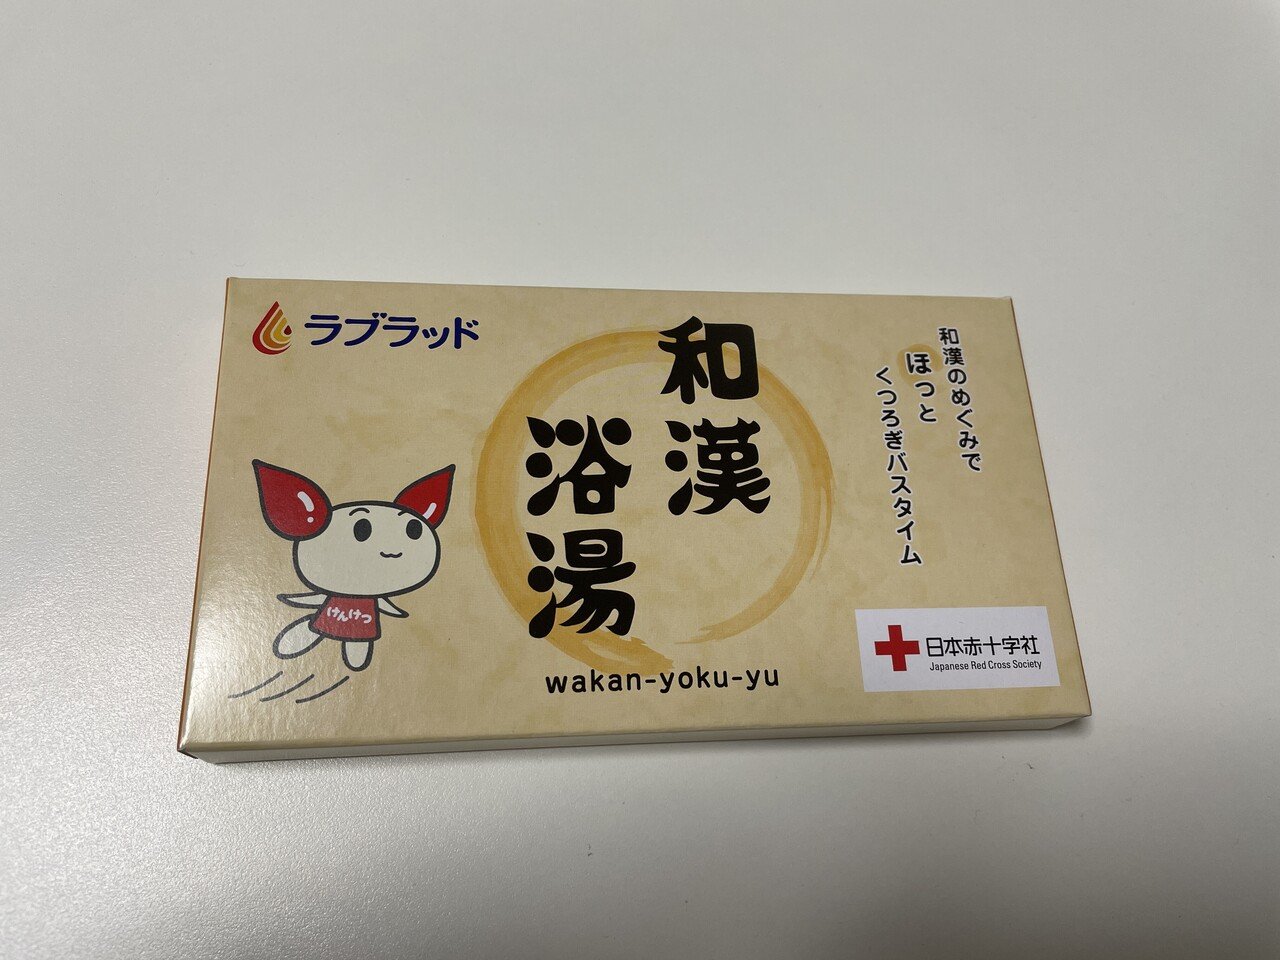 ラブラッド
和漢
浴湯
wakan-yoku-yu
和漢のめぐみで
ほっと
くつろぎバスタイム
けんけつ
日本赤十字社
Japanese Red Cross Society